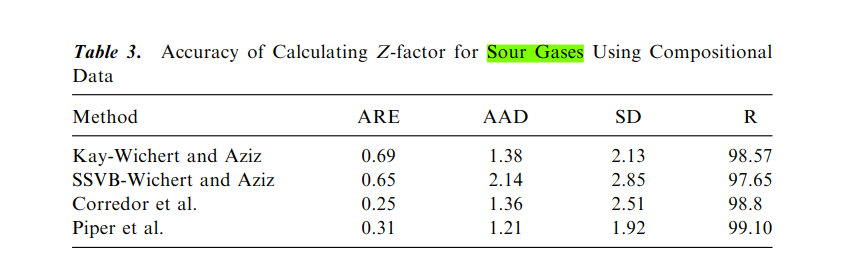 Table 3. Accuracy of Calculating Z-factor for Sour Gases Using Compositional
Data
Method ARE AAD SD R
Kay-Wichert and Aziz 0.69 1.38 2.13 98.57
SSVB-Wichert and Aziz 0.65 2.14 2.85 97.65
Corredor et al. 0.25 1.36 2.51 98.8
Piper et al. 0.31 1.21 1.92 99.10